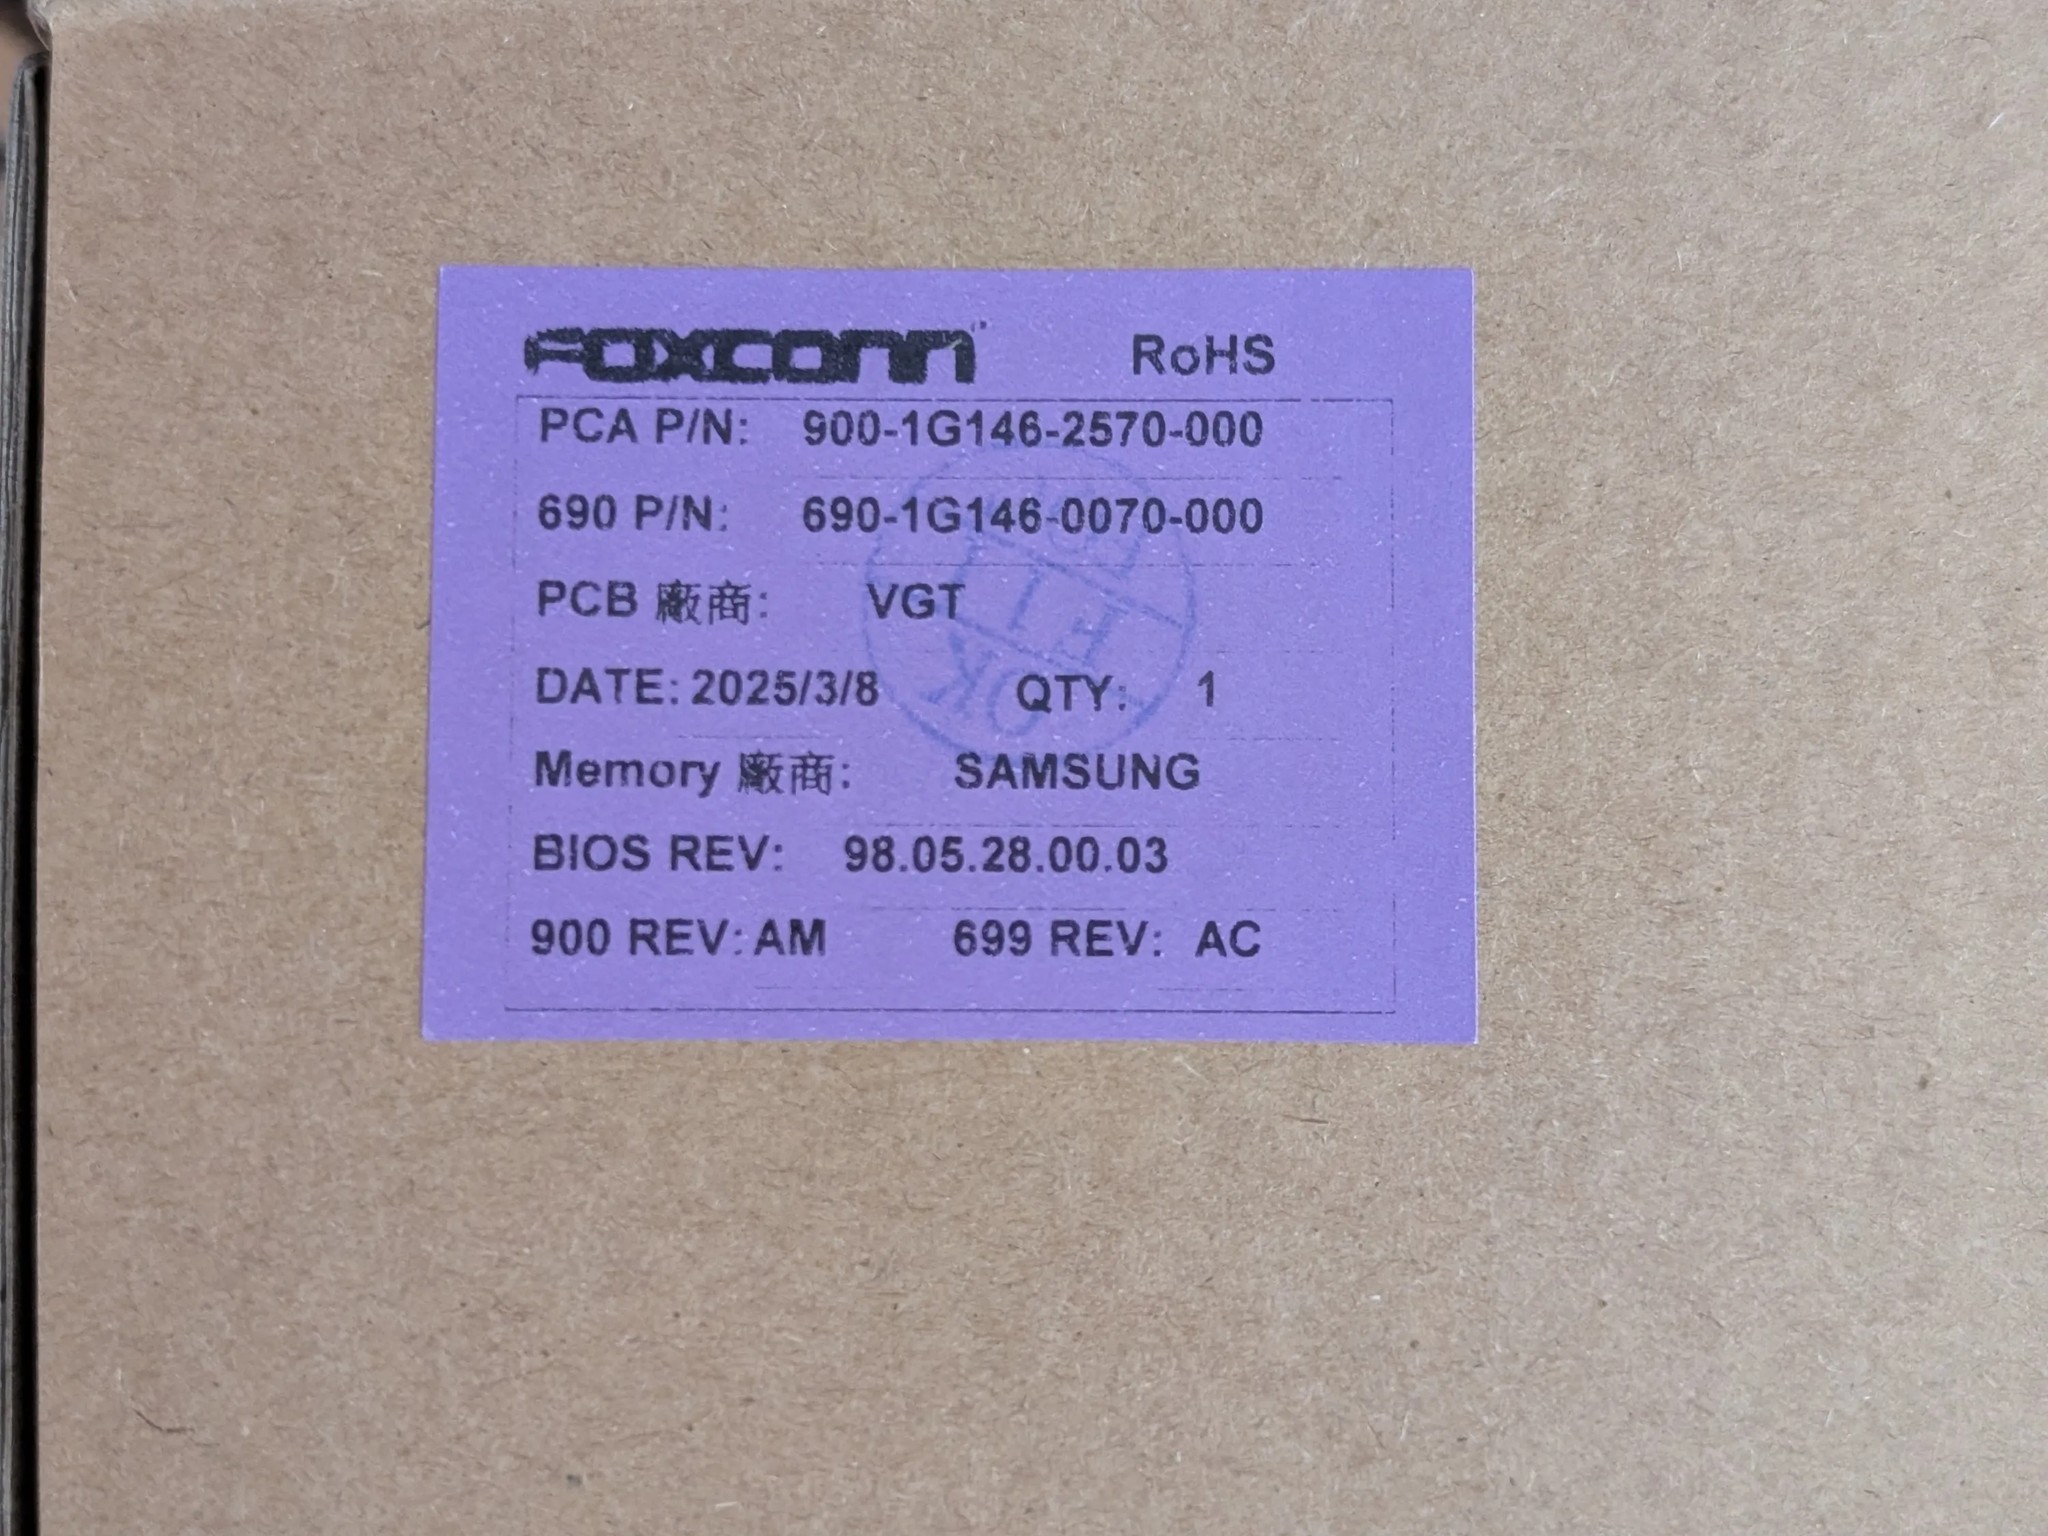 FOXCONN RoHS
PCA P/N: 900-1G146-2570-000
690 P/N: 690-1G146-0070-000
PCB 廠商: VGT
DATE: 2025/3/8 QTY: 1
Memory 廠商: SAMSUNG
BIOS REV: 98.05.28.00.03
900 REV: AM 699 REV: AC
OK